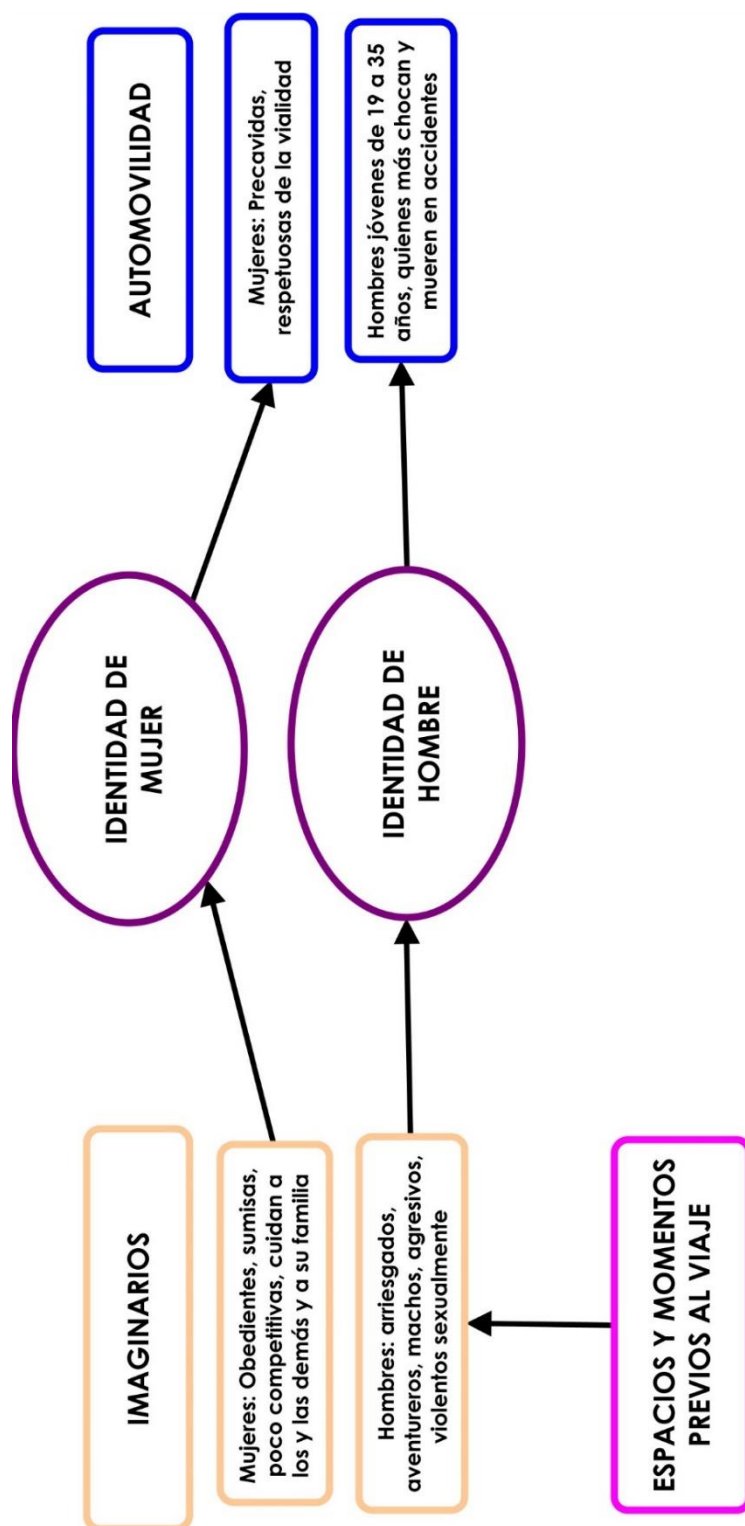 IMAGINARIOS
Mujeres: Obedientes, sumisas,
poco competitivas, cuidan a
los y las demás y a su familia
Hombres: arriesgados,
aventureros, machos, agresivos,
violentos sexualmente
ESPACIOS Y MOMENTOS
PREVIOS AL VIAJE
IDENTIDAD DE
MUJER
IDENTIDAD DE
HOMBRE
AUTOMOVILIDAD
Mujeres: Precavidas,
respetuosas de la vialidad
Hombres jóvenes de 19 a 35
años, quienes más chocan y
mueren en accidentes